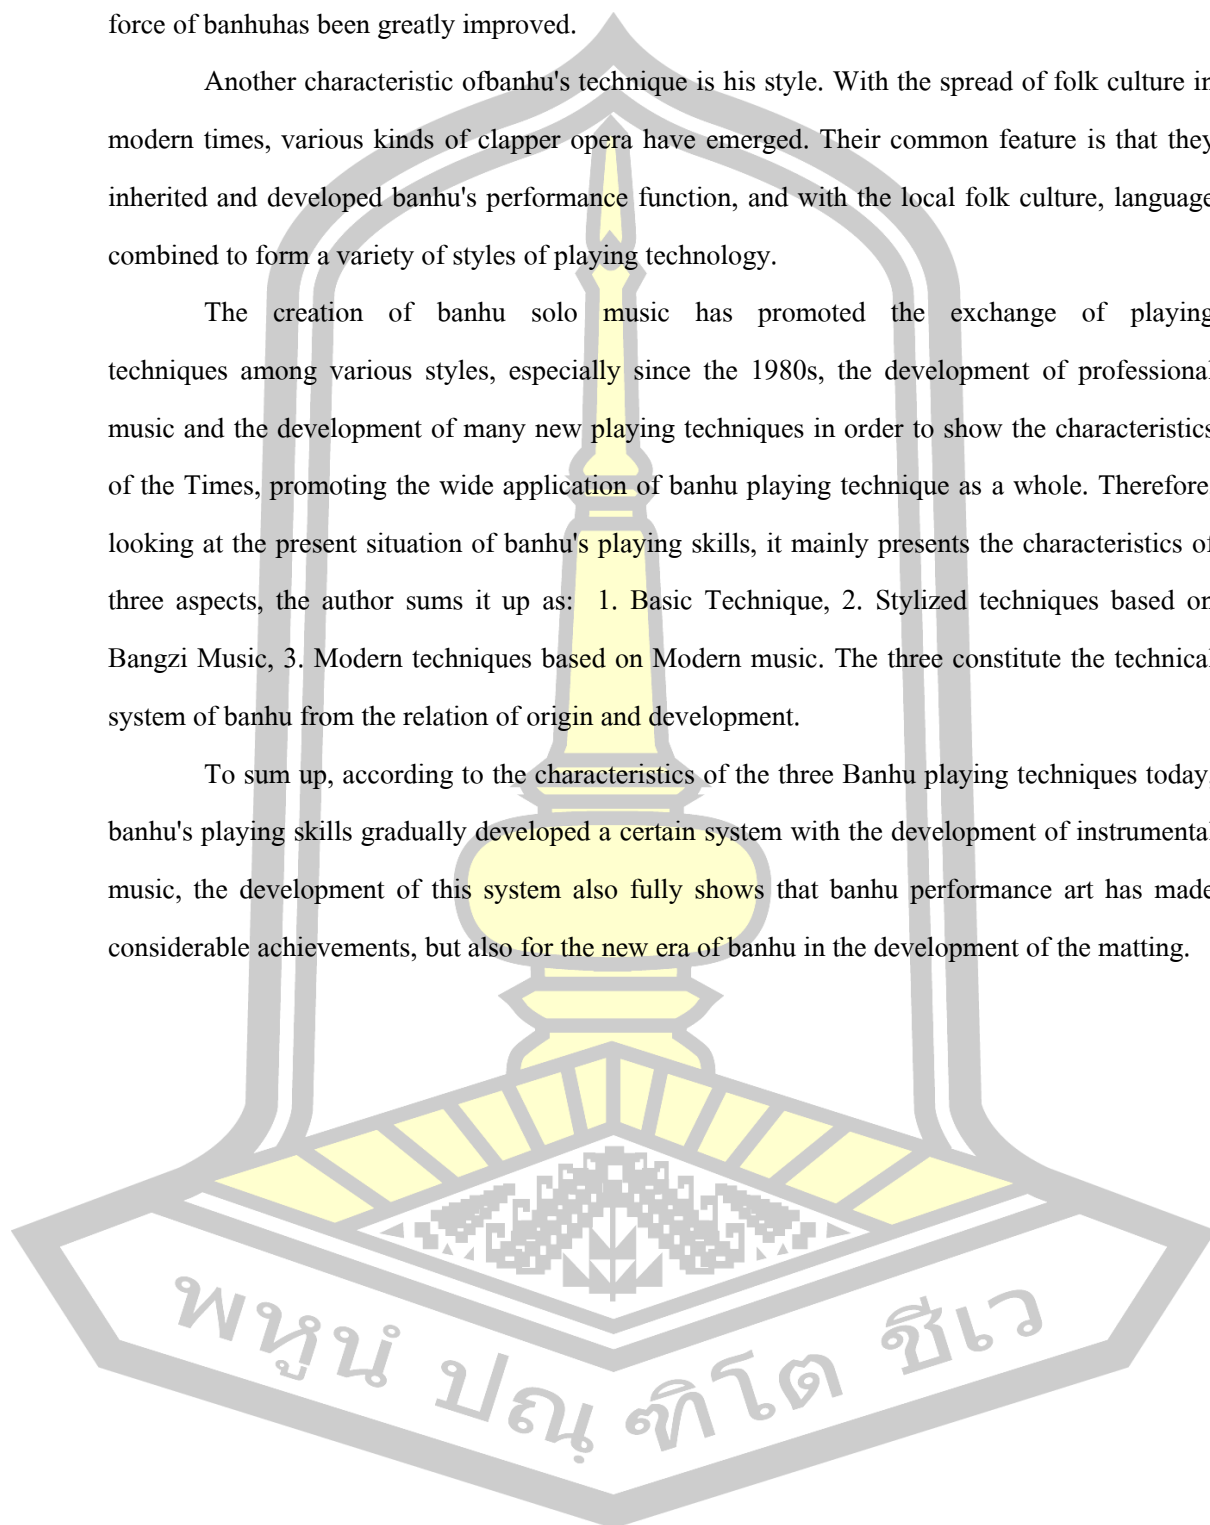 force of banhuhas been greatly improved.
Another characteristic ofbanhu's technique is his style. With the spread of folk culture in
modern times, various kinds of clapper opera have emerged. Their common feature is that they
inherited and developed banhu's performance function, and with the local folk culture, language
combined to form a variety of styles of playing technology.
The creation of banhu solo music has promoted the exchange of playing
techniques among various styles, especially since the 1980s, the development of professional
music and the development of many new playing techniques in order to show the characteristics
of the Times, promoting the wide application of banhu playing technique as a whole. Therefore,
looking at the present situation of banhu's playing skills, it mainly presents the characteristics of
three aspects, the author sums it up as: 1. Basic Technique, 2. Stylized techniques based on
Bangzi Music, 3. Modern techniques based on Modern music. The three constitute the technical
system of banhu from the relation of origin and development.
To sum up, according to the characteristics of the three Banhu playing techniques today,
banhu's playing skills gradually developed a certain system with the development of instrumental
music, the development of this system also fully shows that banhu performance art has made
considerable achievements, but also for the new era of banhu in the development of the matting.
พหูนํ ปณฺฑิโต ชีเว